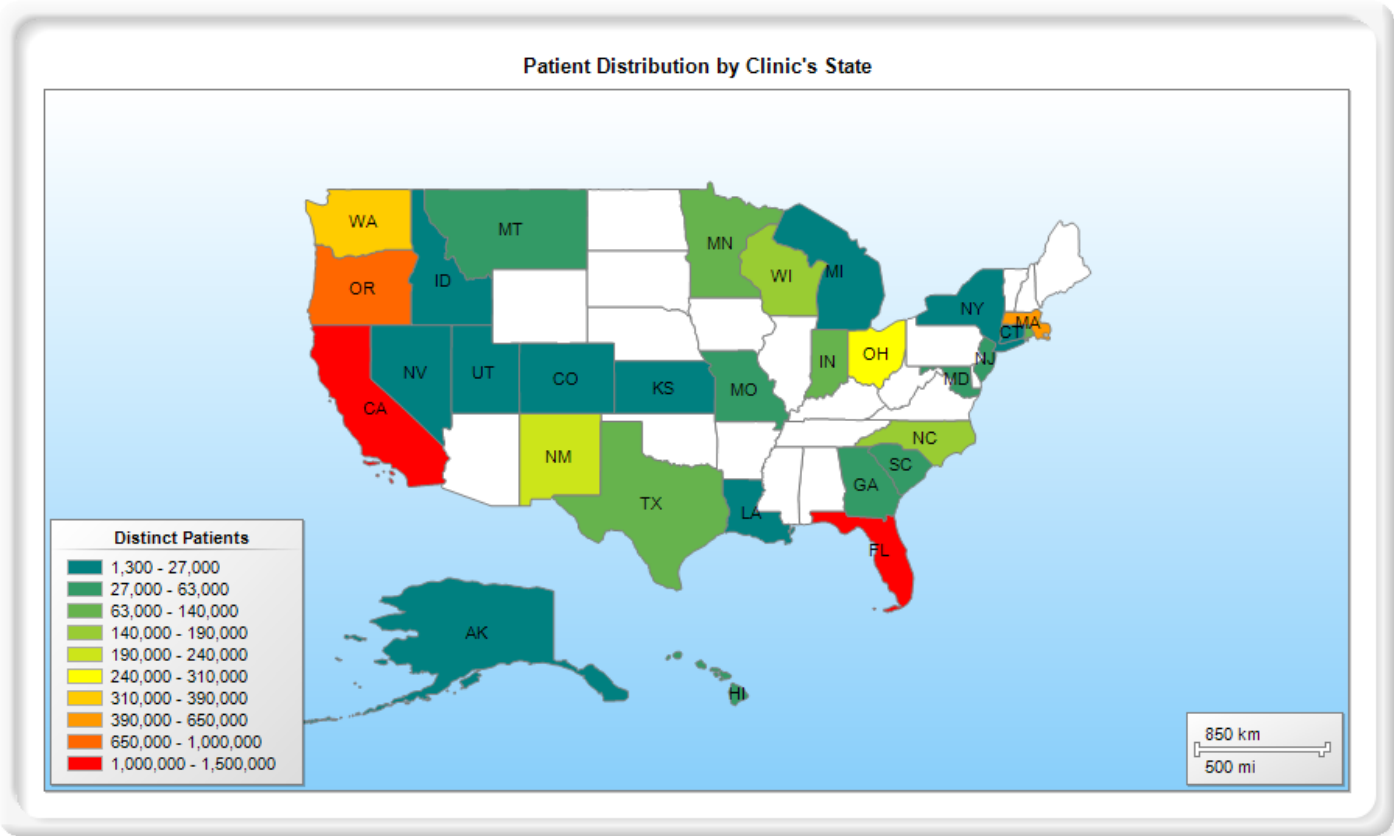 Patient Distribution by Clinic's State
WA
MT
MN
OR
ID
WI
MI
NY
MA
CT
NV
UT
CO
KS
MO
IN
OH
NJ
MD
CA
NM
TX
LA
NC
SC
GA
FL
AK
HI
Distinct Patients
1,300 - 27,000
27,000 - 63,000
63,000 - 140,000
140,000 - 190,000
190,000 - 240,000
240,000 - 310,000
310,000 - 390,000
390,000 - 650,000
650,000 - 1,000,000
1,000,000 - 1,500,000
850 km
500 mi